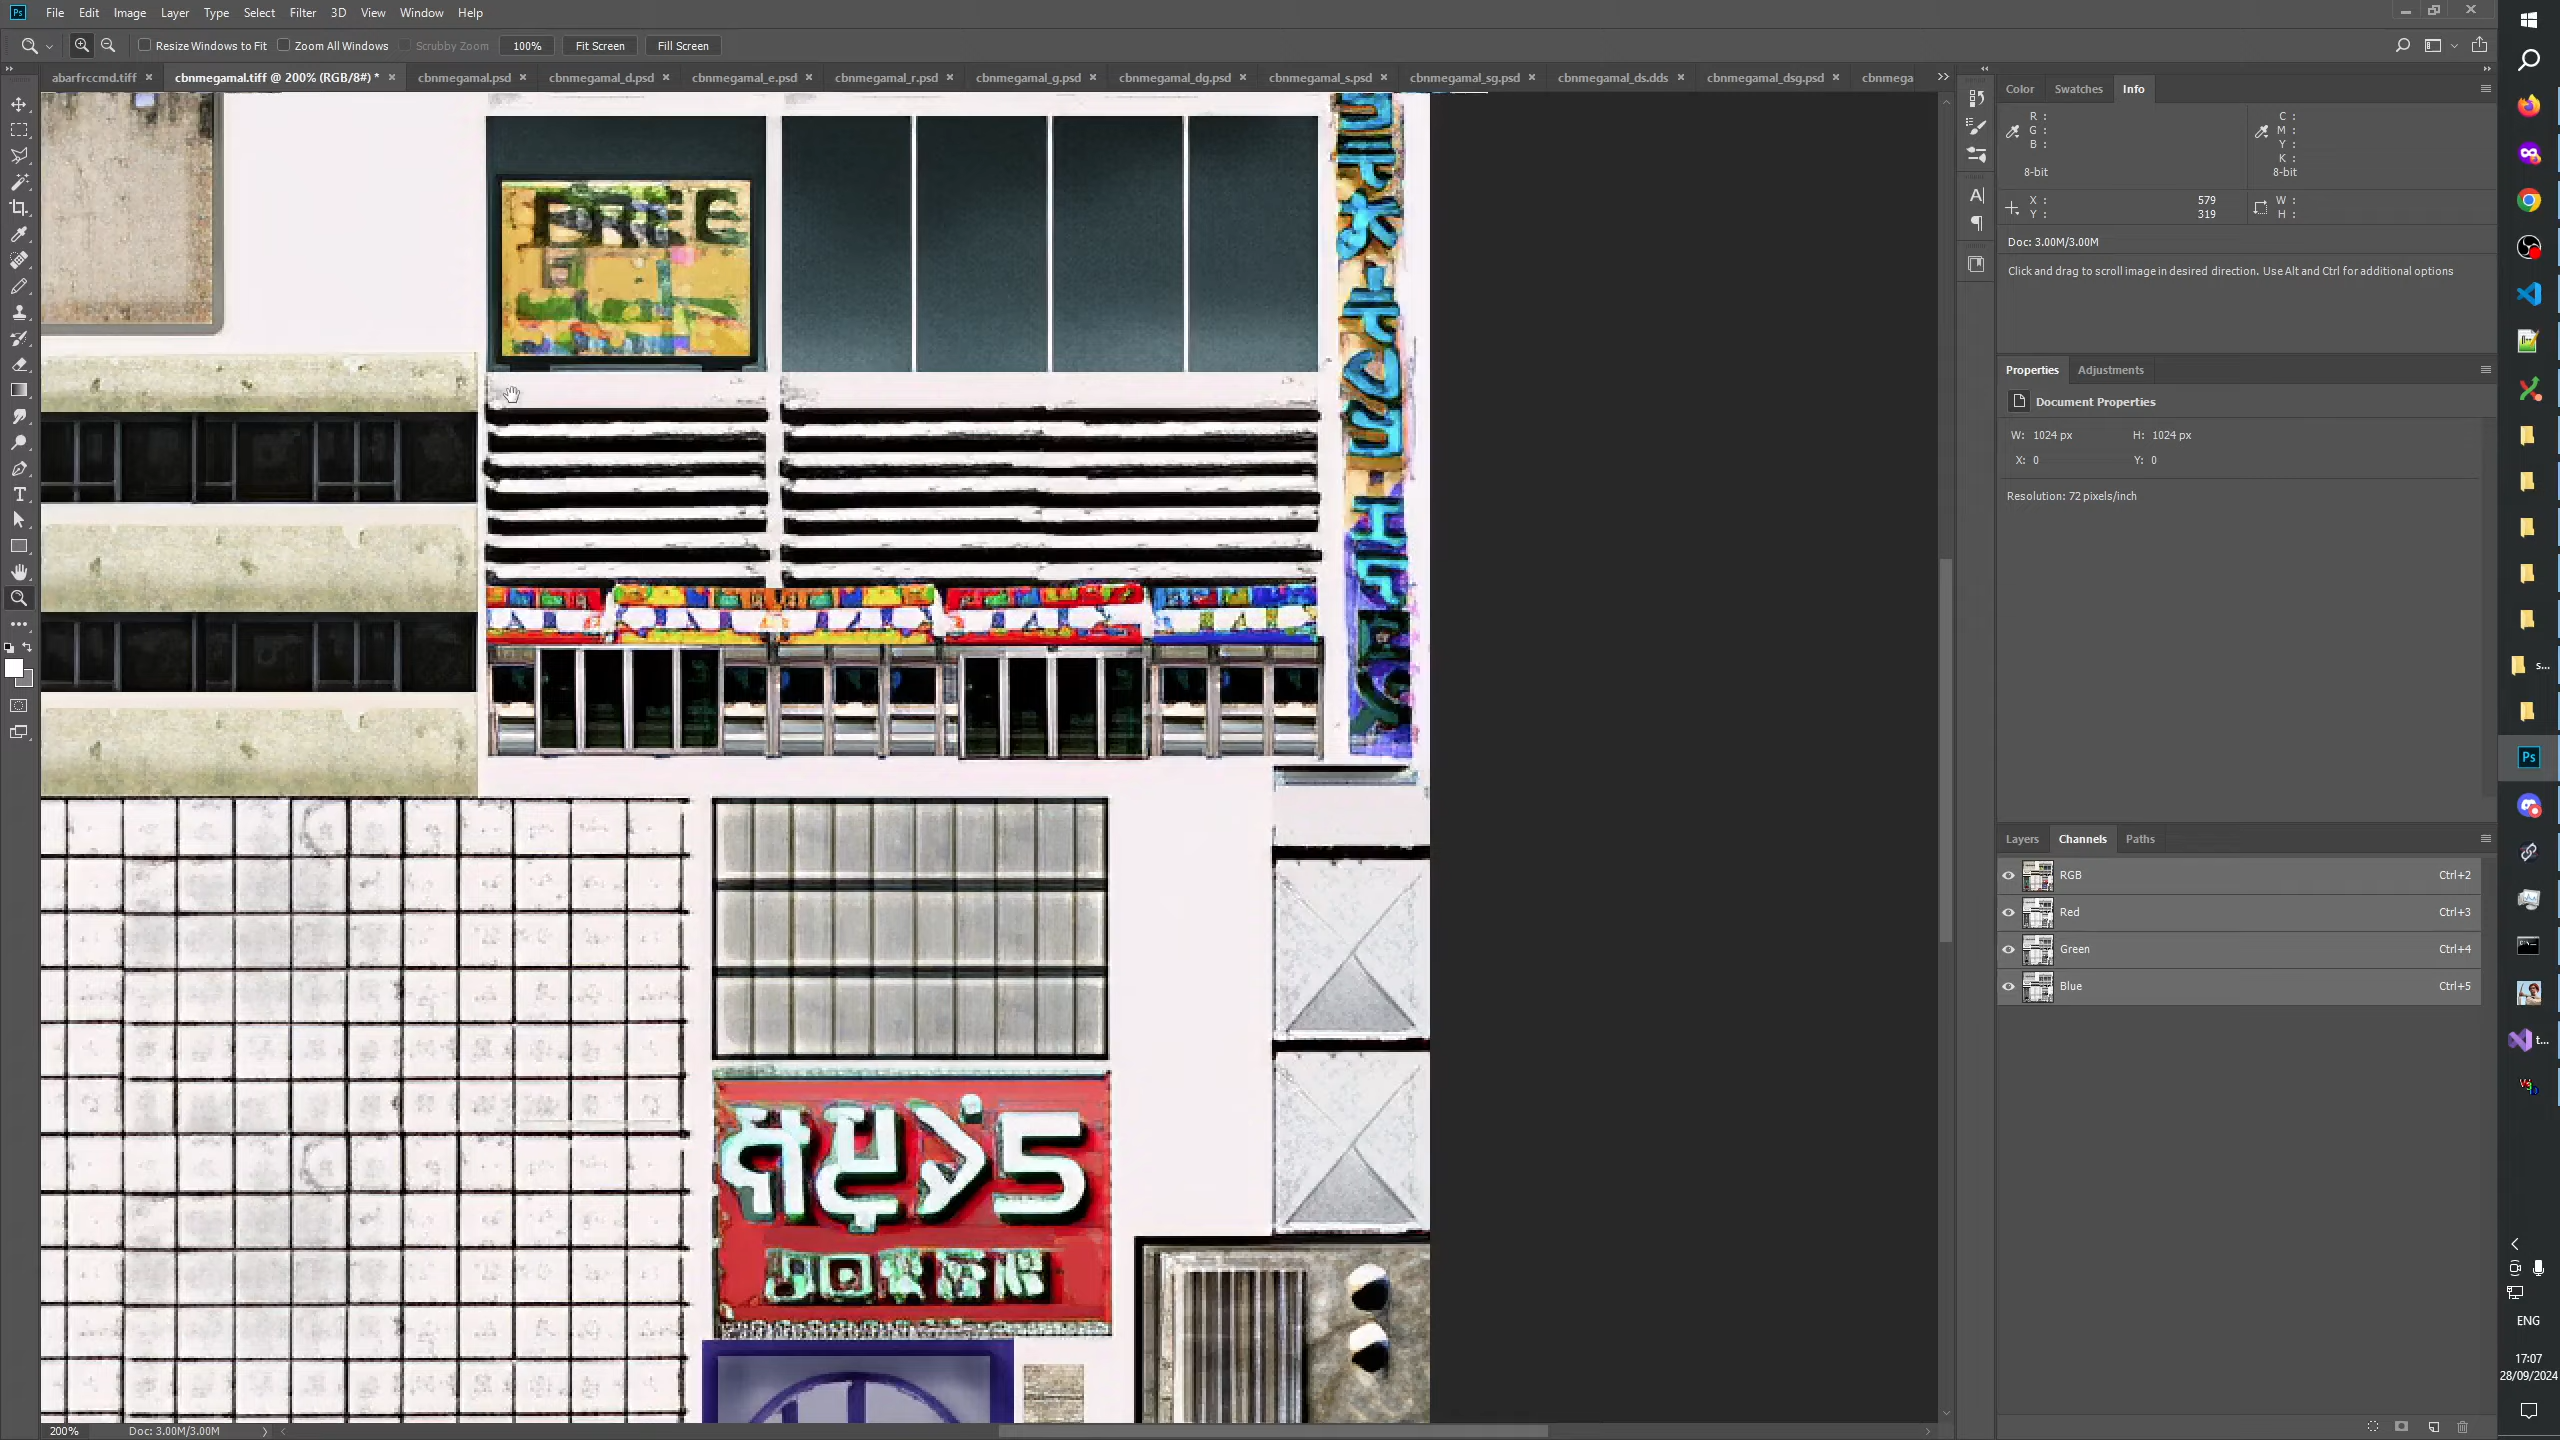 File Edit Image Layer Type Select Filter 3D View Window Help
Resize Windows to Fit Zoom All Windows Scrubby Zoom 100% Fit Screen Fill Screen
abarfrccmd.tiff × cbnmegamal.tiff @ 200% (RGB/8#) * × cbnmegamal.psd × cbnmegamal_d.psd × cbnmegamal_e.psd × cbnmegamal_r.psd × cbnmegamal_g.psd × cbnmegamal_dg.psd × cbnmegamal_s.psd × cbnmegamal_sg.psd × cbnmegamal_ds.dds × cbnmegamal_dsg.psd × cbnmega
Color Swatches Info
R : C :
G : M :
B : Y :
K :
8-bit 8-bit
X : 579 W :
Y : 319 H :
Doc: 3.00M/3.00M
Click and drag to scroll image in desired direction. Use Alt and Ctrl for additional options
Properties Adjustments
Document Properties
W: 1024 px H: 1024 px
X: 0 Y: 0
Resolution: 72 pixels/inch
Layers Channels Paths
RGB Ctrl+2
Red Ctrl+3
Green Ctrl+4
Blue Ctrl+5
FREE
s...
t...
ENG
17:07
28/09/2024
200% Doc: 3.00M/3.00M